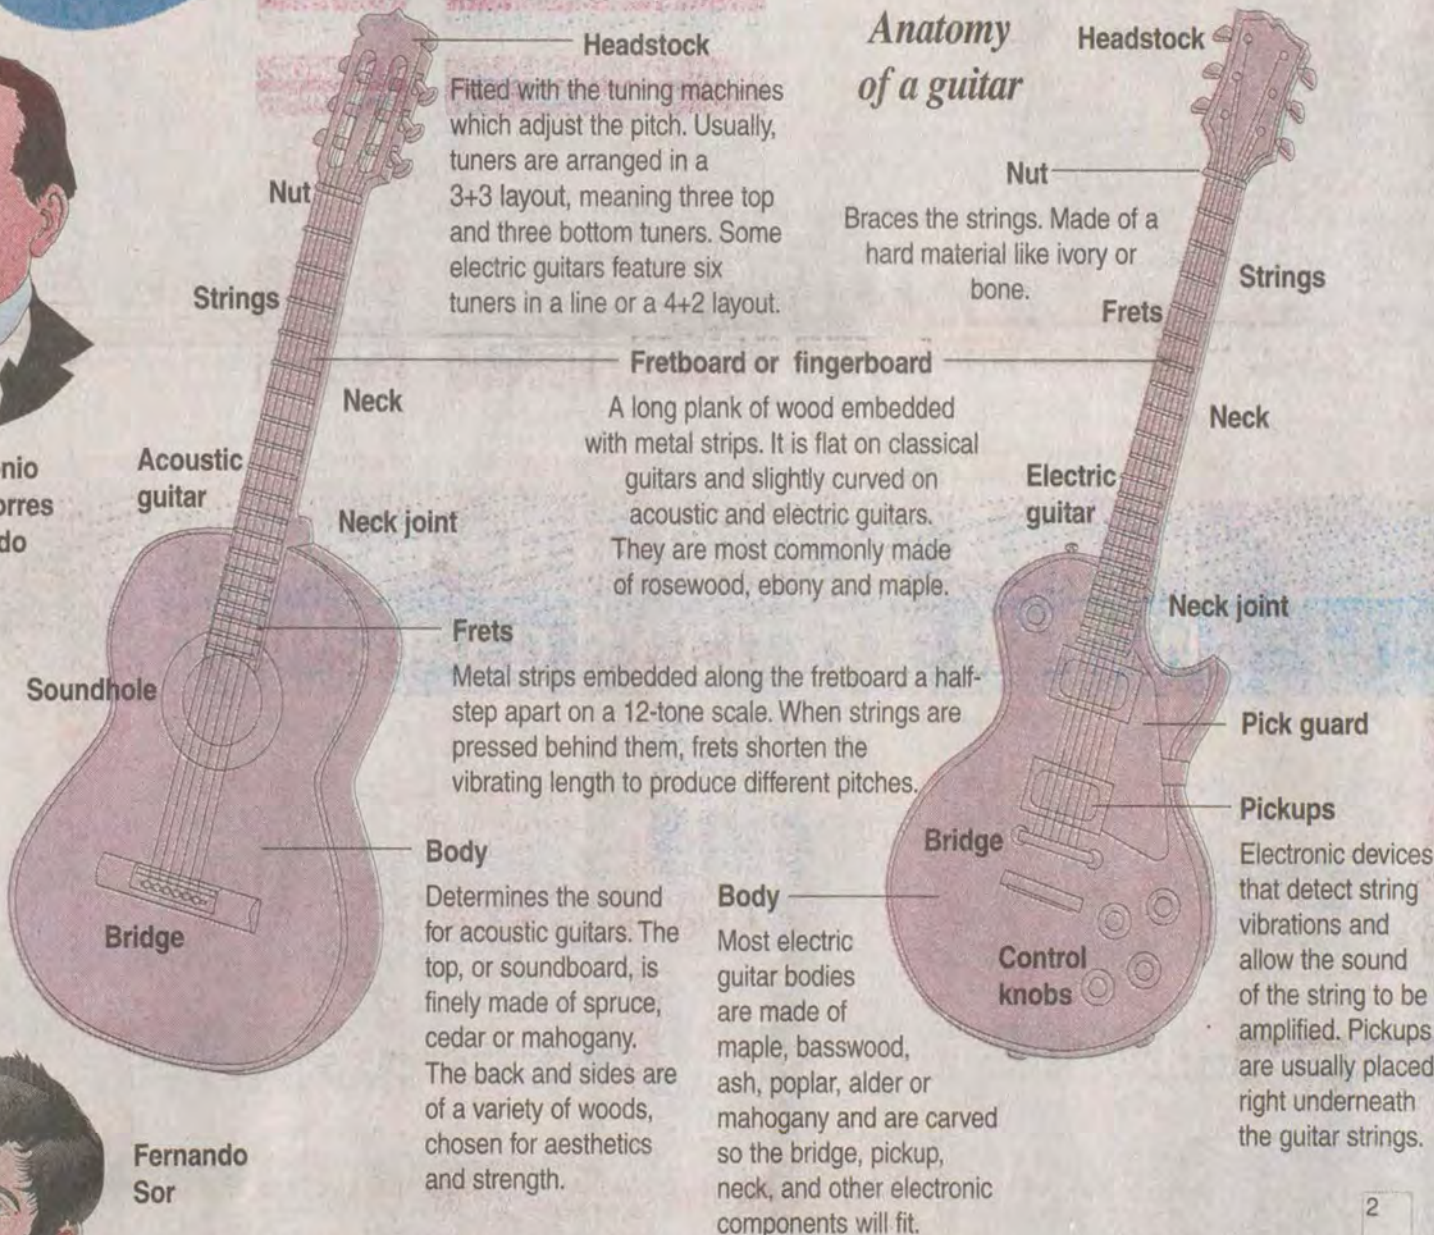 Anatomy
of a guitar
Headstock
Fitted with the tuning machines
which adjust the pitch. Usually,
tuners are arranged in a
3+3 layout, meaning three top
and three bottom tuners. Some
electric guitars feature six
tuners in a line or a 4+2 layout.
Nut
Strings
Neck
Acoustic
guitar
Neck joint
Soundhole
Bridge
Headstock
Nut
Braces the strings. Made of a
hard material like ivory or
bone.
Strings
Frets
Fretboard or fingerboard
A long plank of wood embedded
with metal strips. It is flat on classical
guitars and slightly curved on
acoustic and electric guitars.
They are most commonly made
of rosewood, ebony and maple.
Neck
Electric
guitar
Neck joint
Frets
Metal strips embedded along the fretboard a half-
step apart on a 12-tone scale. When strings are
pressed behind them, frets shorten the
vibrating length to produce different pitches.
Pick guard
Pickups
Electronic devices
that detect string
vibrations and
allow the sound
of the string to be
amplified. Pickups
are usually placed
right underneath
the guitar strings.
Bridge
Control
knobs
Body
Determines the sound
for acoustic guitars. The
top, or soundboard, is
finely made of spruce,
cedar or mahogany.
The back and sides are
of a variety of woods,
chosen for aesthetics
and strength.
Body
Most electric
guitar bodies
are made of
maple, basswood,
ash, poplar, alder or
mahogany and are carved
so the bridge, pickup,
neck, and other electronic
components will fit.
nio
orres
do
Fernando
Sor
2